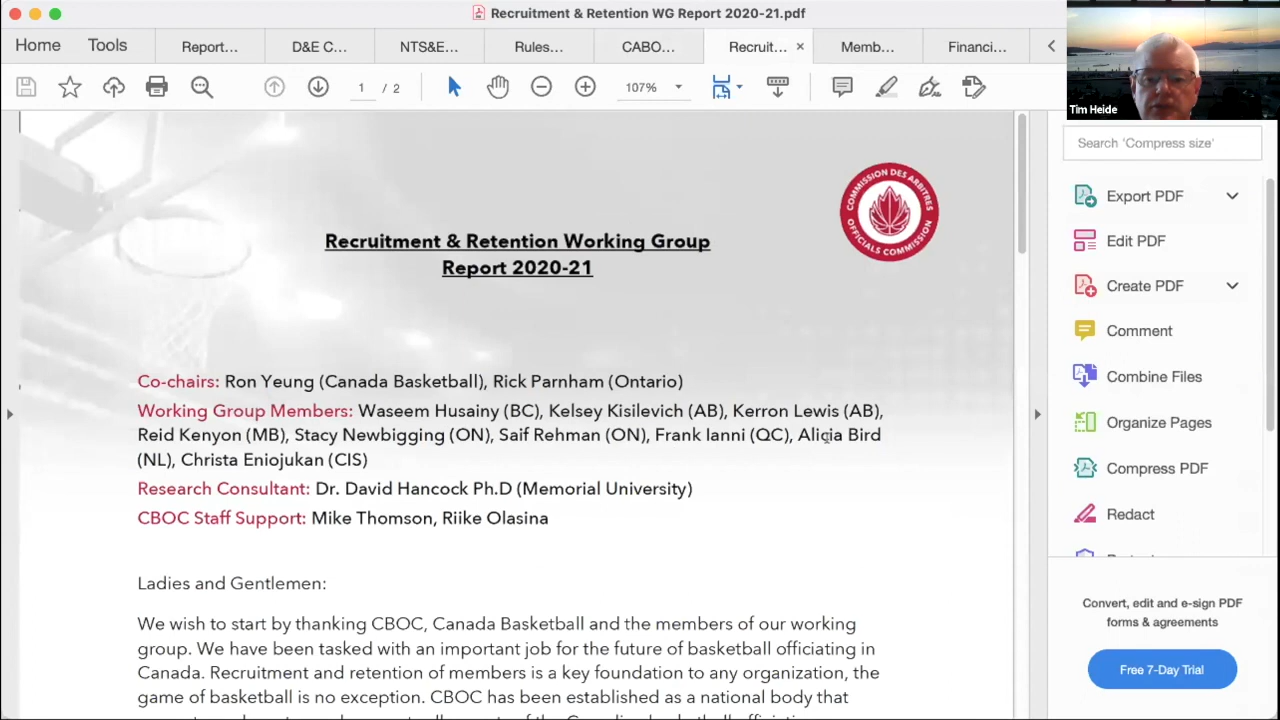 Recruitment & Retention WG Report 2020-21.pdf
Home Tools Report... D&E C... NTS&E... Rules... CABO... Recruit... × Memb... Financi...
1 / 2 107%
Tim Heide
Search 'Compress size'
Export PDF
Edit PDF
Create PDF
Comment
Combine Files
Organize Pages
Compress PDF
Redact
Convert, edit and e-sign PDF
forms & agreements
Free 7-Day Trial
COMMISSION DES ARBITRES
OFFICIALS COMMISSION
Recruitment & Retention Working Group
Report 2020-21
Co-chairs: Ron Yeung (Canada Basketball), Rick Parnham (Ontario)
Working Group Members: Waseem Husainy (BC), Kelsey Kisilevich (AB), Kerron Lewis (AB),
Reid Kenyon (MB), Stacy Newbigging (ON), Saif Rehman (ON), Frank Ianni (QC), Alicia Bird
(NL), Christa Eniojukan (CIS)
Research Consultant: Dr. David Hancock Ph.D (Memorial University)
CBOC Staff Support: Mike Thomson, Riike Olasina
Ladies and Gentlemen:
We wish to start by thanking CBOC, Canada Basketball and the members of our working
group. We have been tasked with an important job for the future of basketball officiating in
Canada. Recruitment and retention of members is a key foundation to any organization, the
game of basketball is no exception. CBOC has been established as a national body that